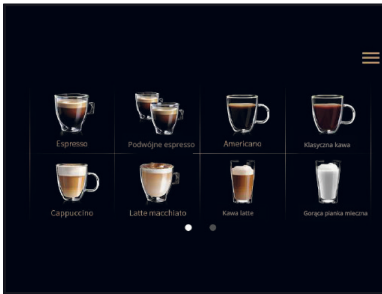 Espresso
Podwójne espresso
Americano
Klasyczna kawa
Cappuccino
Latte macchiato
Kawa latte
Gorąca pianka mleczna